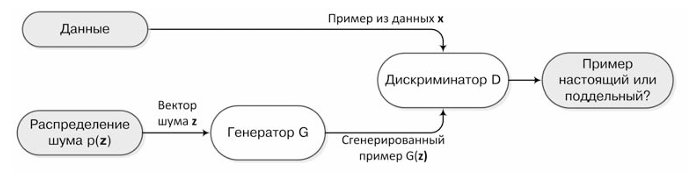 Данные
Пример из данных x
Дискриминатор D
Пример
настоящий или
поддельный?
Распределение
шума p(z)
Вектор
шума z
Генератор G
Сгенерированный
пример G(z)